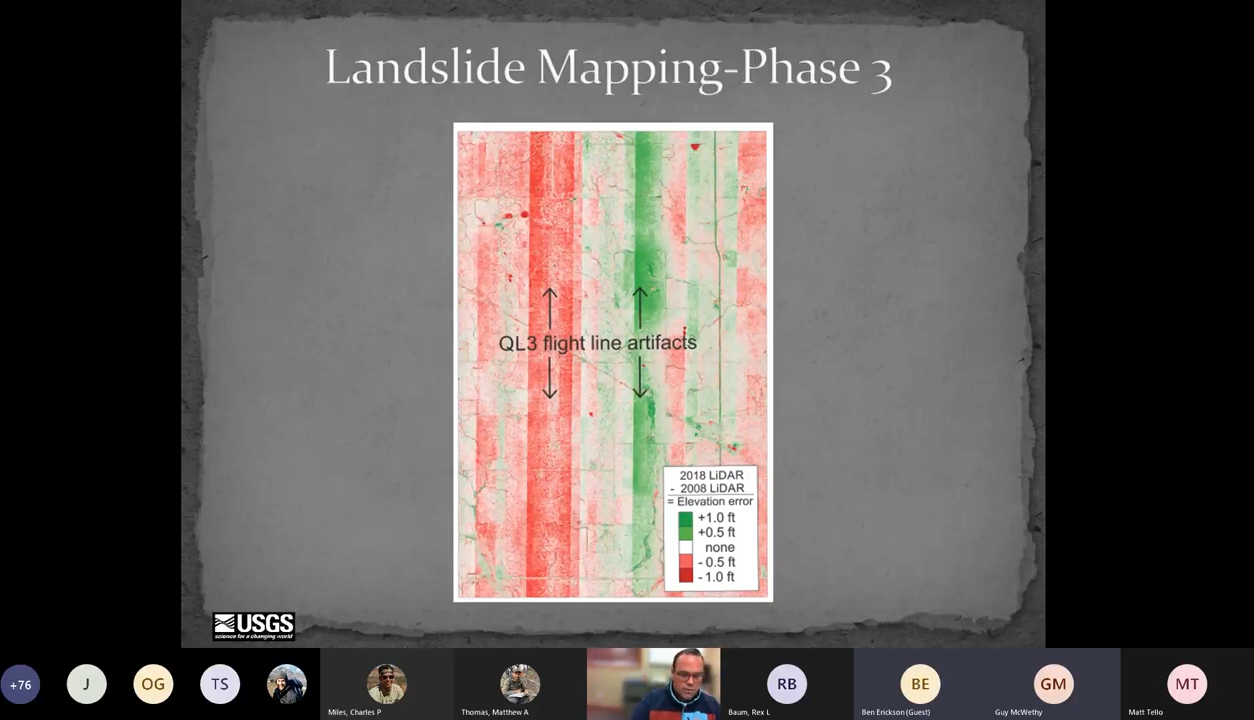 Landslide Mapping-Phase 3
QL3 flight line artifacts
2018 LiDAR
- 2008 LiDAR
= Elevation error
+1.0 ft
+0.5 ft
none
- 0.5 ft
- 1.0 ft
USGS
science for a changing world
+76
J
OG
TS
Miles, Charles P
Thomas, Matthew A
RB
Baum, Rex L
BE
Ben Erickson (Guest)
GM
Guy McWethy
MT
Matt Tello